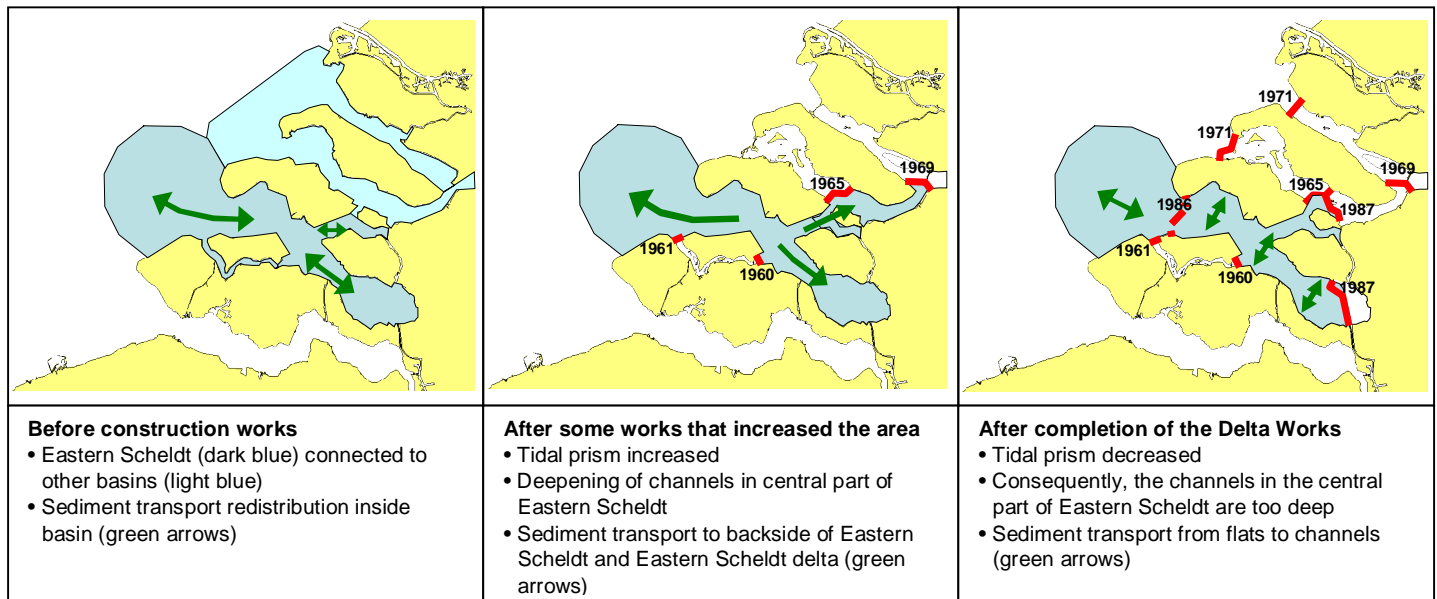 1965
1969
1961
1960
1971
1971
1969
1965
1986
1987
1961
1960
1987
Before construction works
• Eastern Scheldt (dark blue) connected to
other basins (light blue)
• Sediment transport redistribution inside
basin (green arrows)
After some works that increased the area
• Tidal prism increased
• Deepening of channels in central part of
Eastern Scheldt
• Sediment transport to backside of Eastern
Scheldt and Eastern Scheldt delta (green
arrows)
After completion of the Delta Works
• Tidal prism decreased
• Consequently, the channels in the central
part of Eastern Scheldt are too deep
• Sediment transport from flats to channels
(green arrows)